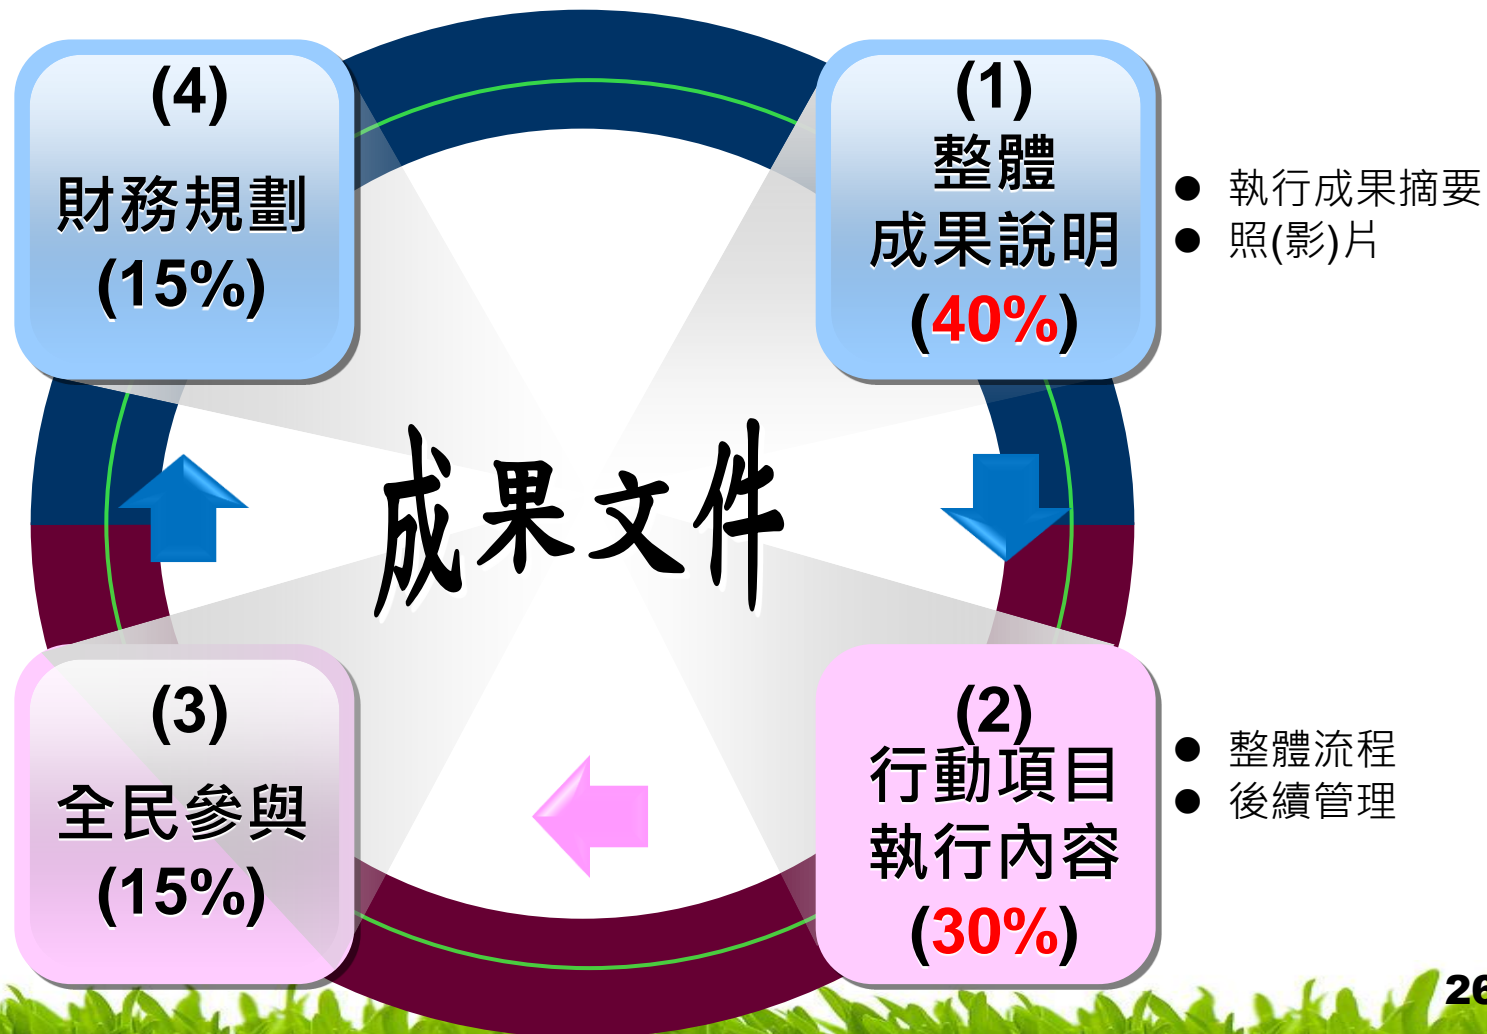 (1)
整體
成果說明
(40%)
● 執行成果摘要
● 照(影)片
(2)
行動項目
執行內容
(30%)
● 整體流程
● 後續管理
(3)
全民參與
(15%)
(4)
財務規劃
(15%)
成果文件
26